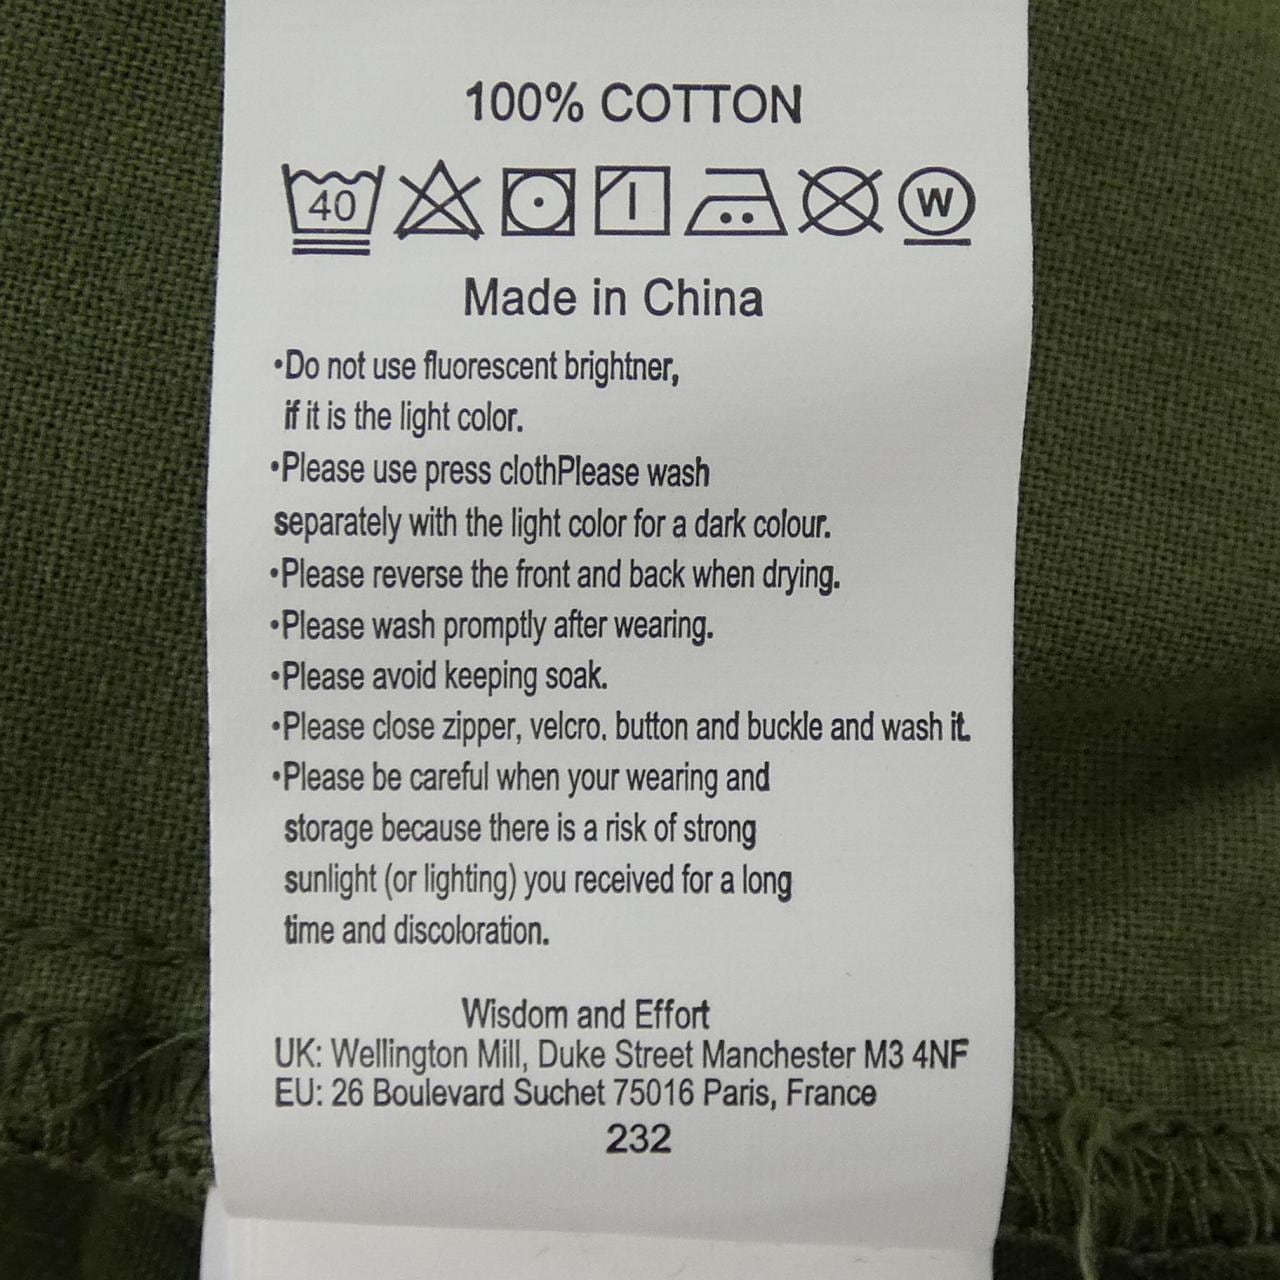 100% COTTON
40
W
Made in China
•Do not use fluorescent brightner,
if it is the light color.
•Please use press clothPlease wash
separately with the light color for a dark colour.
•Please reverse the front and back when drying.
•Please wash promptly after wearing.
•Please avoid keeping soak.
•Please close zipper, velcro. button and buckle and wash it.
•Please be careful when your wearing and
storage because there is a risk of strong
sunlight (or lighting) you received for a long
time and discoloration.
Wisdom and Effort
UK: Wellington Mill, Duke Street Manchester M3 4NF
EU: 26 Boulevard Suchet 75016 Paris, France
232